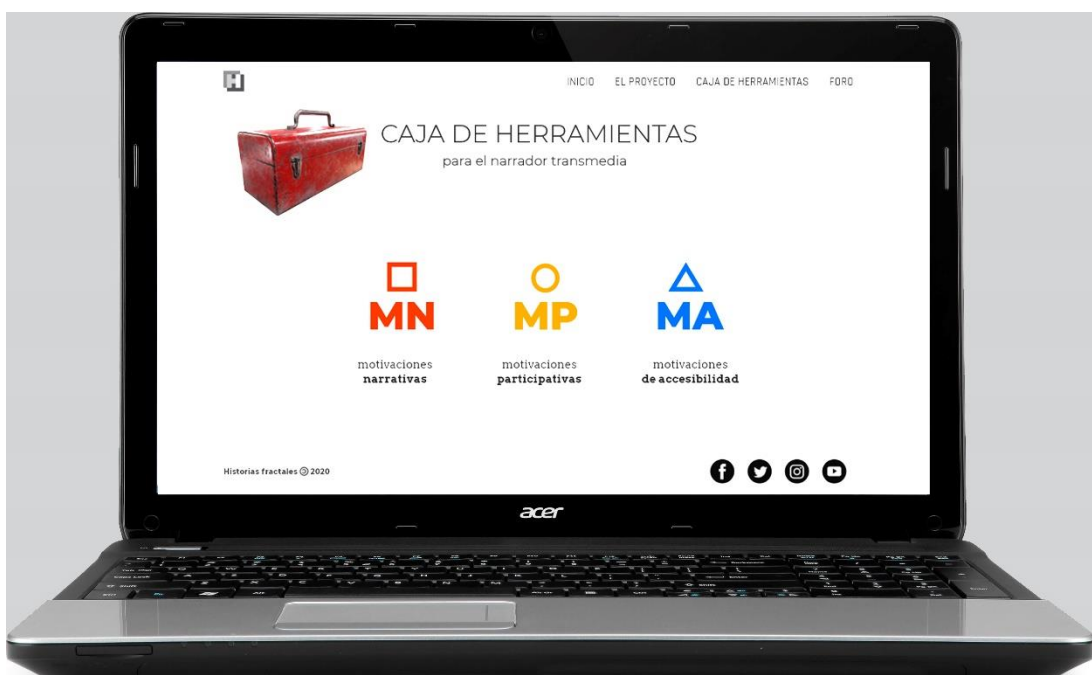 INICIO EL PROYECTO CAJA DE HERRAMIENTAS FORO
CAJA DE HERRAMIENTAS
para el narrador transmedia
MN MP MA
motivaciones motivaciones motivaciones
narrativas participativas de accesibilidad
Historias fractales 2020
acer